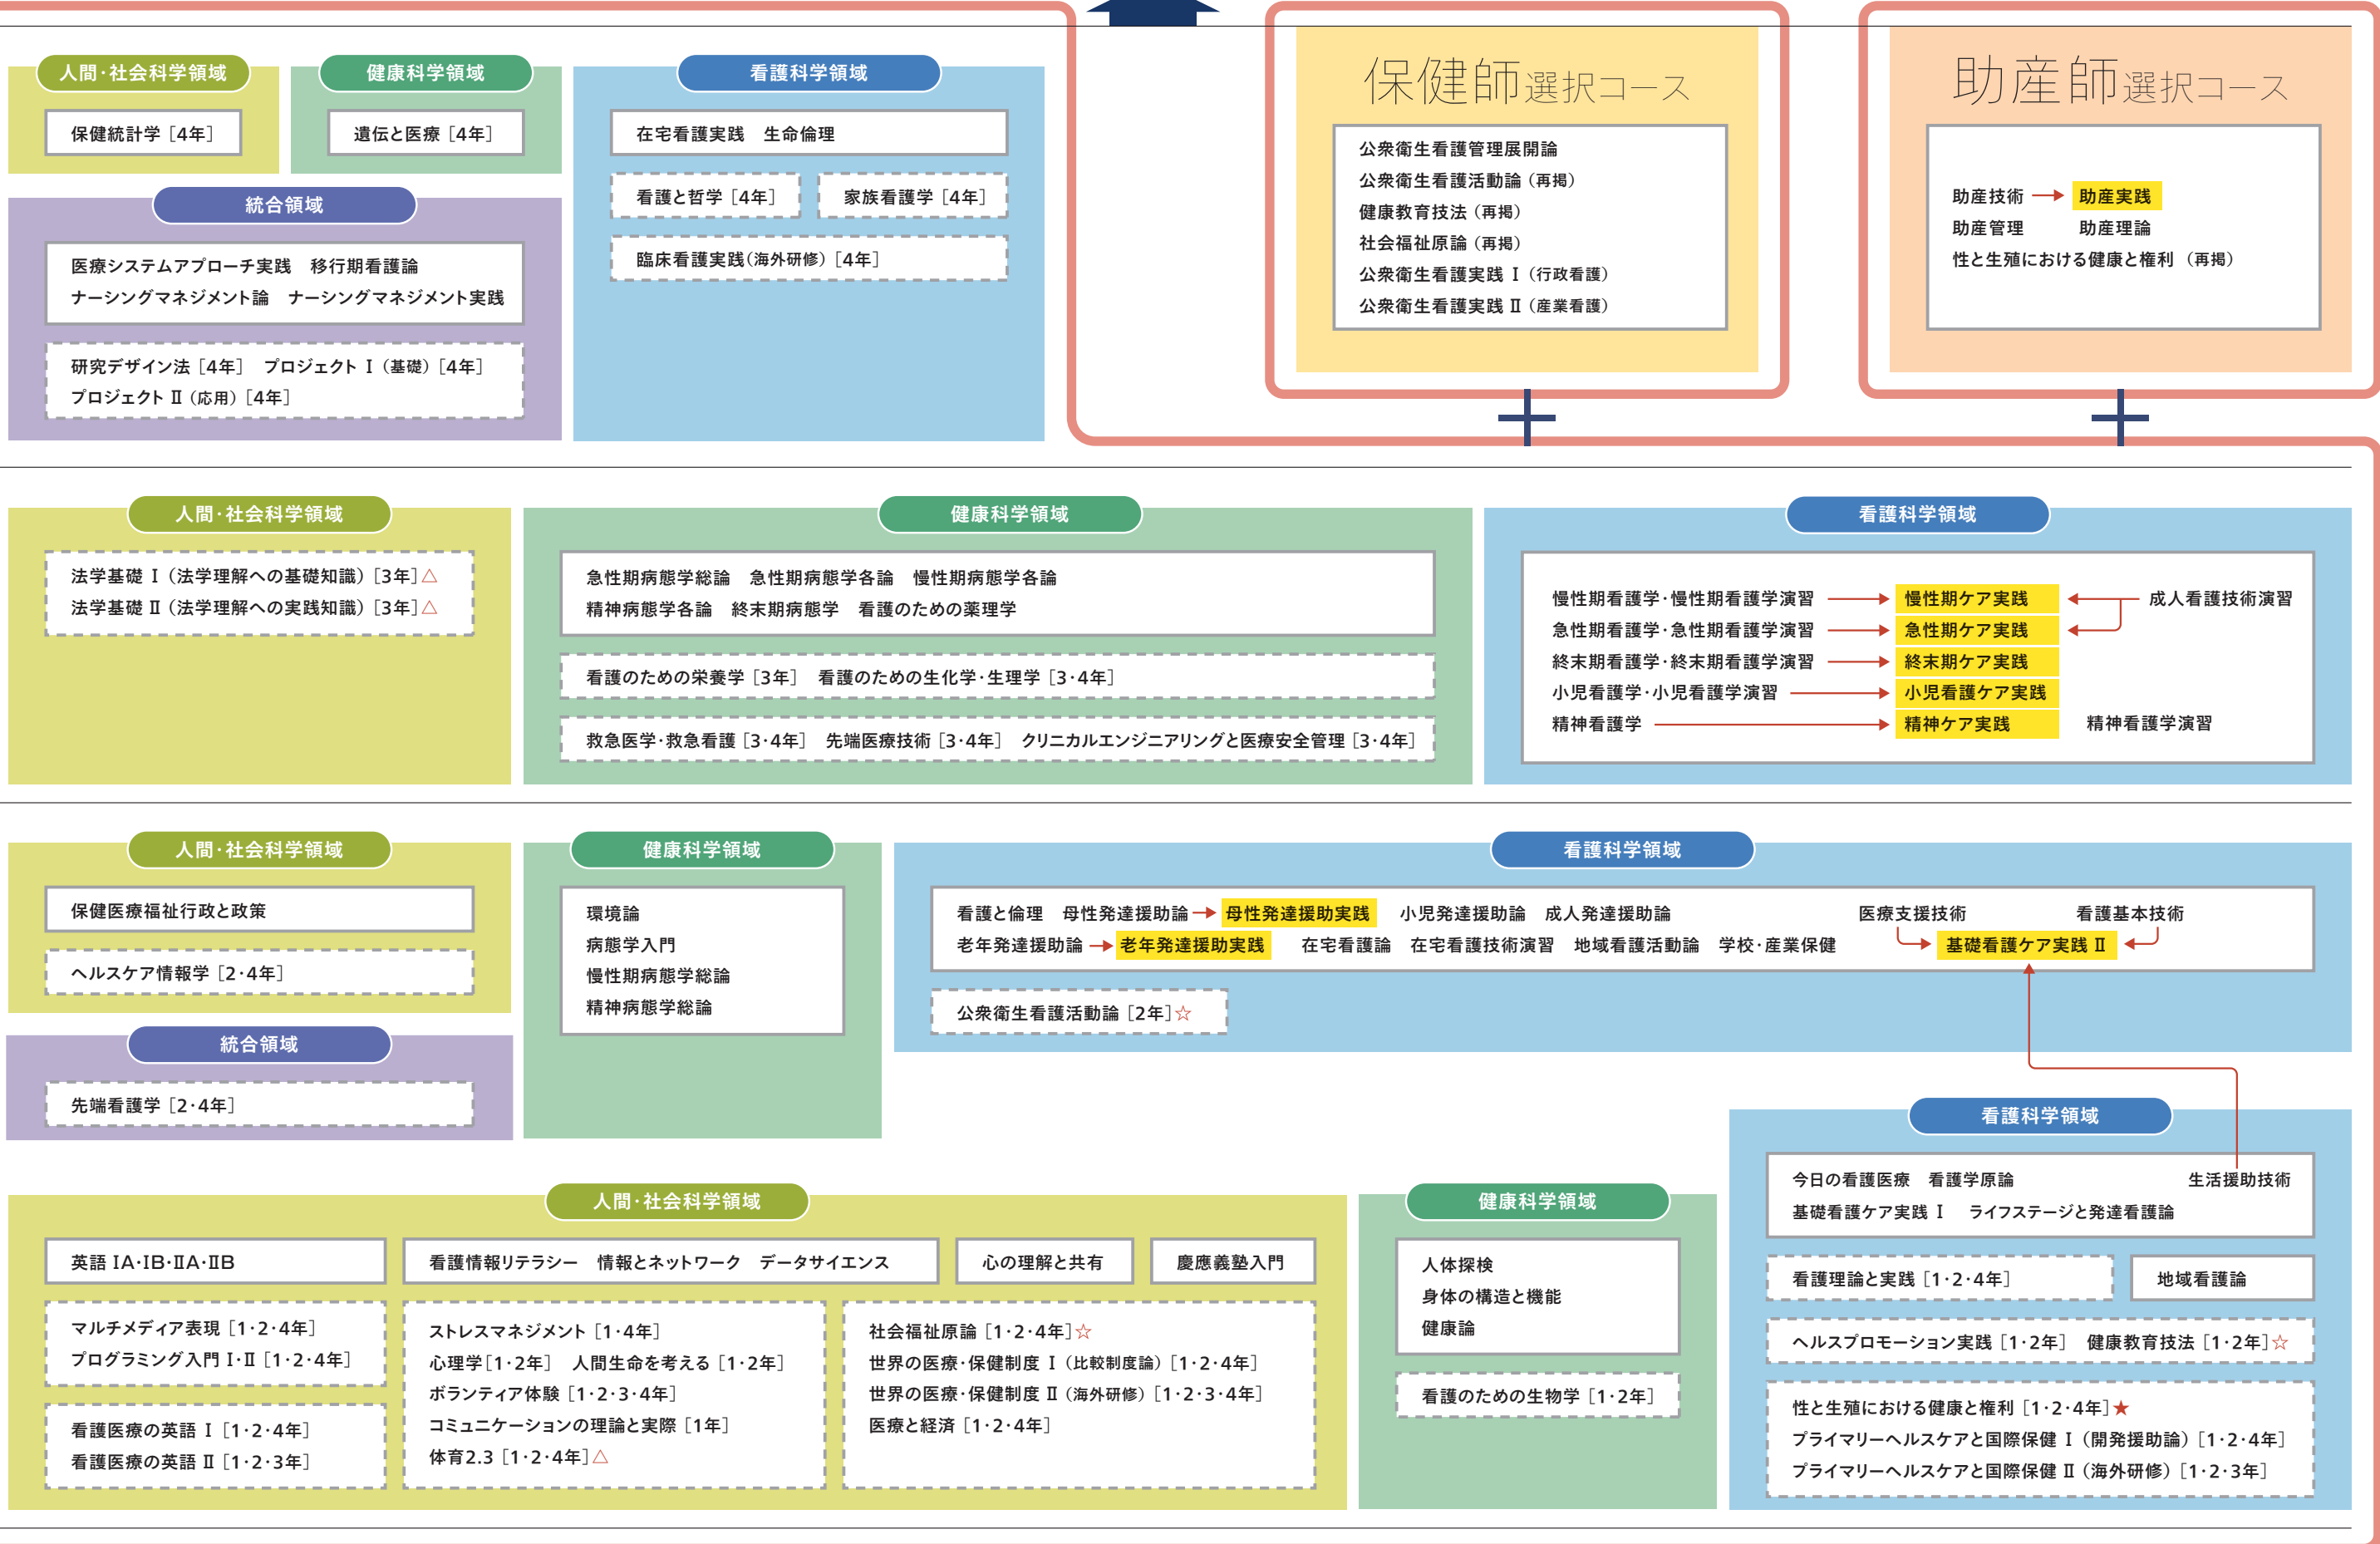 人間・社会科学領域
保健統計学［4年］
健康科学領域
遺伝と医療［4年］
統合領域
医療システムアプローチ実践　移行期看護論
ナーシングマネジメント論　ナーシングマネジメント実践
研究デザイン法［4年］　プロジェクト Ⅰ（基礎）［4年］
プロジェクト Ⅱ（応用）［4年］
看護科学領域
在宅看護実践　生命倫理
看護と哲学［4年］
家族看護学［4年］
臨床看護実践（海外研修）［4年］
保健師選択コース
公衆衛生看護管理展開論
公衆衛生看護活動論（再掲）
健康教育技法（再掲）
社会福祉原論（再掲）
公衆衛生看護実践 Ⅰ（行政看護）
公衆衛生看護実践 Ⅱ（産業看護）
助産師選択コース
助産技術 → 助産実践
助産管理　助産理論
性と生殖における健康と権利（再掲）
人間・社会科学領域
法学基礎 Ⅰ（法学理解への基礎知識）［3年］△
法学基礎 Ⅱ（法学理解への実践知識）［3年］△
健康科学領域
急性期病態学総論　急性期病態学各論　慢性期病態学各論
精神病態学各論　終末期病態学　看護のための薬理学
看護のための栄養学［3年］　看護のための生化学・生理学［3・4年］
救急医学・救急看護［3・4年］　先端医療技術［3・4年］　クリニカルエンジニアリングと医療安全管理［3・4年］
看護科学領域
慢性期看護学・慢性期看護学演習 → 慢性期ケア実践 ← 成人看護技術演習
急性期看護学・急性期看護学演習 → 急性期ケア実践
終末期看護学・終末期看護学演習 → 終末期ケア実践
小児看護学・小児看護学演習 → 小児看護ケア実践
精神看護学 → 精神ケア実践　精神看護学演習
人間・社会科学領域
保健医療福祉行政と政策
ヘルスケア情報学［2・4年］
統合領域
先端看護学［2・4年］
健康科学領域
環境論
病態学入門
慢性期病態学総論
精神病態学総論
看護科学領域
看護と倫理　母性発達援助論 → 母性発達援助実践　小児発達援助論　成人発達援助論　医療支援技術　看護基本技術
老年発達援助論 → 老年発達援助実践　在宅看護論　在宅看護技術演習　地域看護活動論　学校・産業保健　基礎看護ケア実践 Ⅱ
公衆衛生看護活動論［2年］☆
人間・社会科学領域
英語 ⅠA・ⅠB・ⅡA・ⅡB
看護情報リテラシー　情報とネットワーク　データサイエンス
心の理解と共有
慶應義塾入門
マルチメディア表現［1・2・4年］
プログラミング入門 Ⅰ・Ⅱ［1・2・4年］
看護医療の英語 Ⅰ［1・2・4年］
看護医療の英語 Ⅱ［1・2・3年］
ストレスマネジメント［1・4年］
心理学［1・2年］　人間生命を考える［1・2年］
ボランティア体験［1・2・3・4年］
コミュニケーションの理論と実際［1年］
体育2.3［1・2・4年］△
社会福祉原論［1・2・4年］☆
世界の医療・保健制度 Ⅰ（比較制度論）［1・2・4年］
世界の医療・保健制度 Ⅱ（海外研修）［1・2・3・4年］
医療と経済［1・2・4年］
健康科学領域
人体探検
身体の構造と機能
健康論
看護のための生物学［1・2年］
看護科学領域
今日の看護医療　看護学原論　生活援助技術
基礎看護ケア実践 Ⅰ　ライフステージと発達看護論
看護理論と実践［1・2・4年］
地域看護論
ヘルスプロモーション実践［1・2年］　健康教育技法［1・2年］☆
性と生殖における健康と権利［1・2・4年］★
プライマリーヘルスケアと国際保健 Ⅰ（開発援助論）［1・2・4年］
プライマリーヘルスケアと国際保健 Ⅱ（海外研修）［1・2・3年］